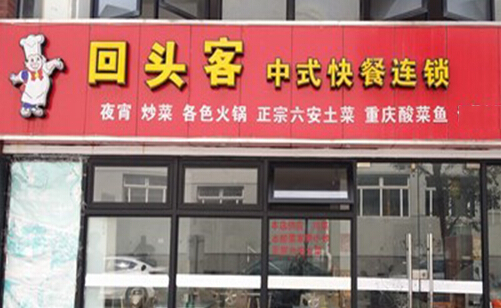 回头客 中式快餐连锁
夜宵 炒菜 各色火锅 正宗六安土菜 重庆酸菜鱼